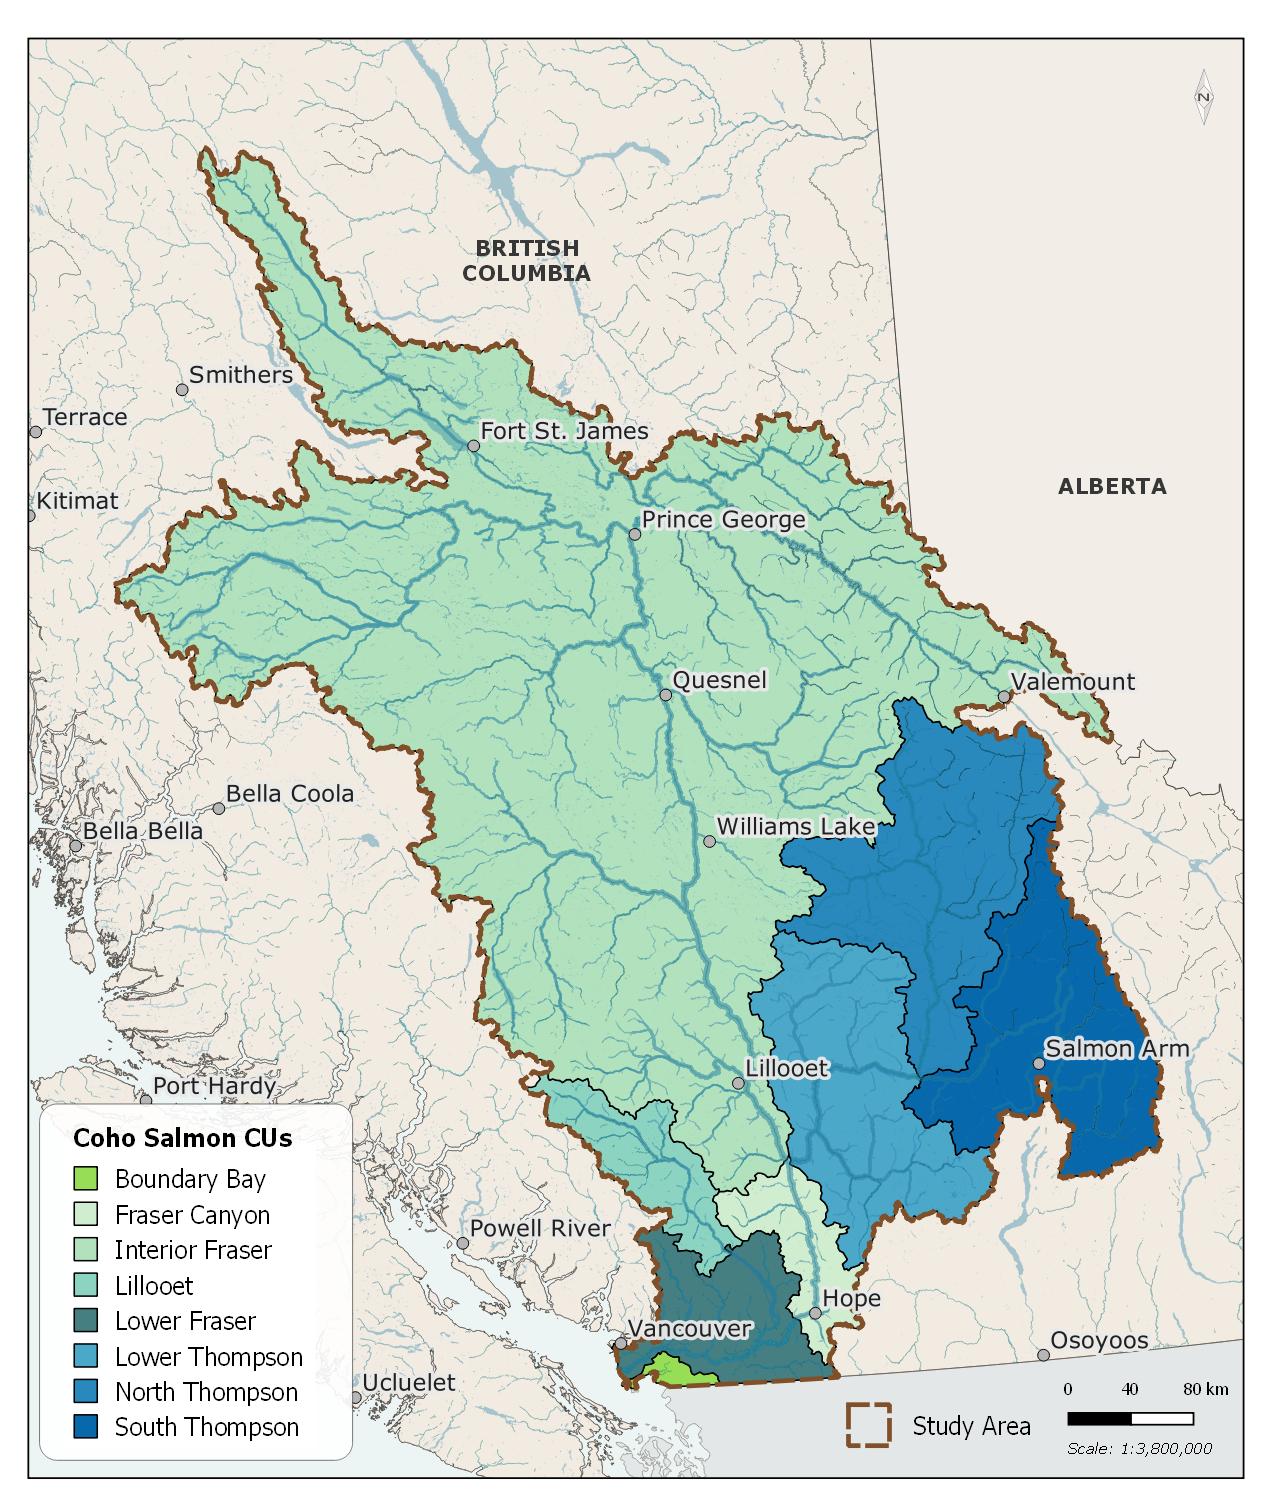 N
BRITISH
COLUMBIA
Smithers
Terrace
Fort St. James
ALBERTA
Kitimat
Prince George
Quesnel
Valemount
Bella Coola
Williams Lake
Bella Bella
Salmon Arm
Lillooet
Port Hardy
Coho Salmon CUs
Boundary Bay
Fraser Canyon
Interior Fraser
Lillooet
Lower Fraser
Lower Thompson
North Thompson
South Thompson
Powell River
Hope
Vancouver
Osoyoos
Ucluelet
Study Area
0 40 80 km
Scale: 1:3,800,000